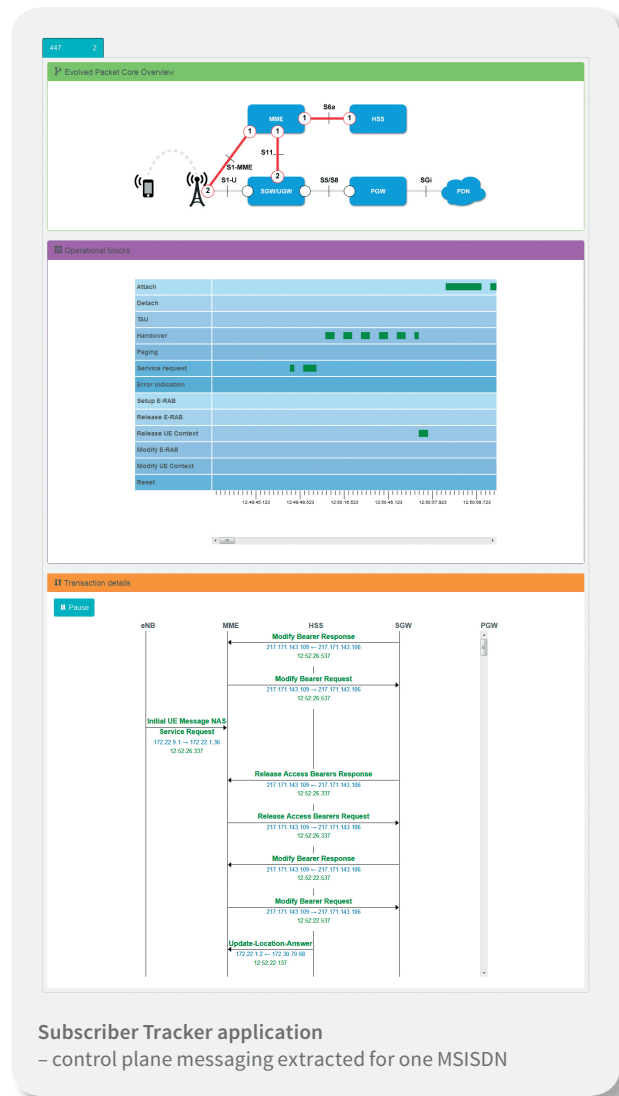 447 2
Evolved Packet Core Overview
S6a
MME 1 1 HSS
1 1
S11
S1-MME
2
S1-U S5/S8 SGi
2 SGW/UGW PGW PDN
Operational blocks
Attach
Detach
TAU
Handover
Paging
Service request
Error indication
Setup E-RAB
Release E-RAB
Release UE Context
Modify E-RAB
Modify UE Context
Reset
12:49:45.123 12:49:49.523 12:50:16.523 12:50:45.123 12:50:57.923 12:50:59.723
Transaction details
Pause
eNB MME HSS SGW PGW
Modify Bearer Response
217.171.143.109 ← 217.171.143.106
12:52:26.537
Modify Bearer Request
217.171.143.109 → 217.171.143.106
12:52:26.537
Initial UE Message NAS
Service Request
172.22.9.1 → 172.22.1.36
12:52:26.337
Release Access Bearers Response
217.171.143.109 ← 217.171.143.106
12:52:26.337
Release Access Bearers Request
217.171.143.109 → 217.171.143.106
12:52:26.337
Modify Bearer Response
217.171.143.109 ← 217.171.143.106
12:52:22.537
Modify Bearer Request
217.171.143.109 → 217.171.143.106
12:52:22.537
Update-Location-Answer
172.22.1.2 ← 172.30.70.68
12:52:22.137
Subscriber Tracker application
– control plane messaging extracted for one MSISDN